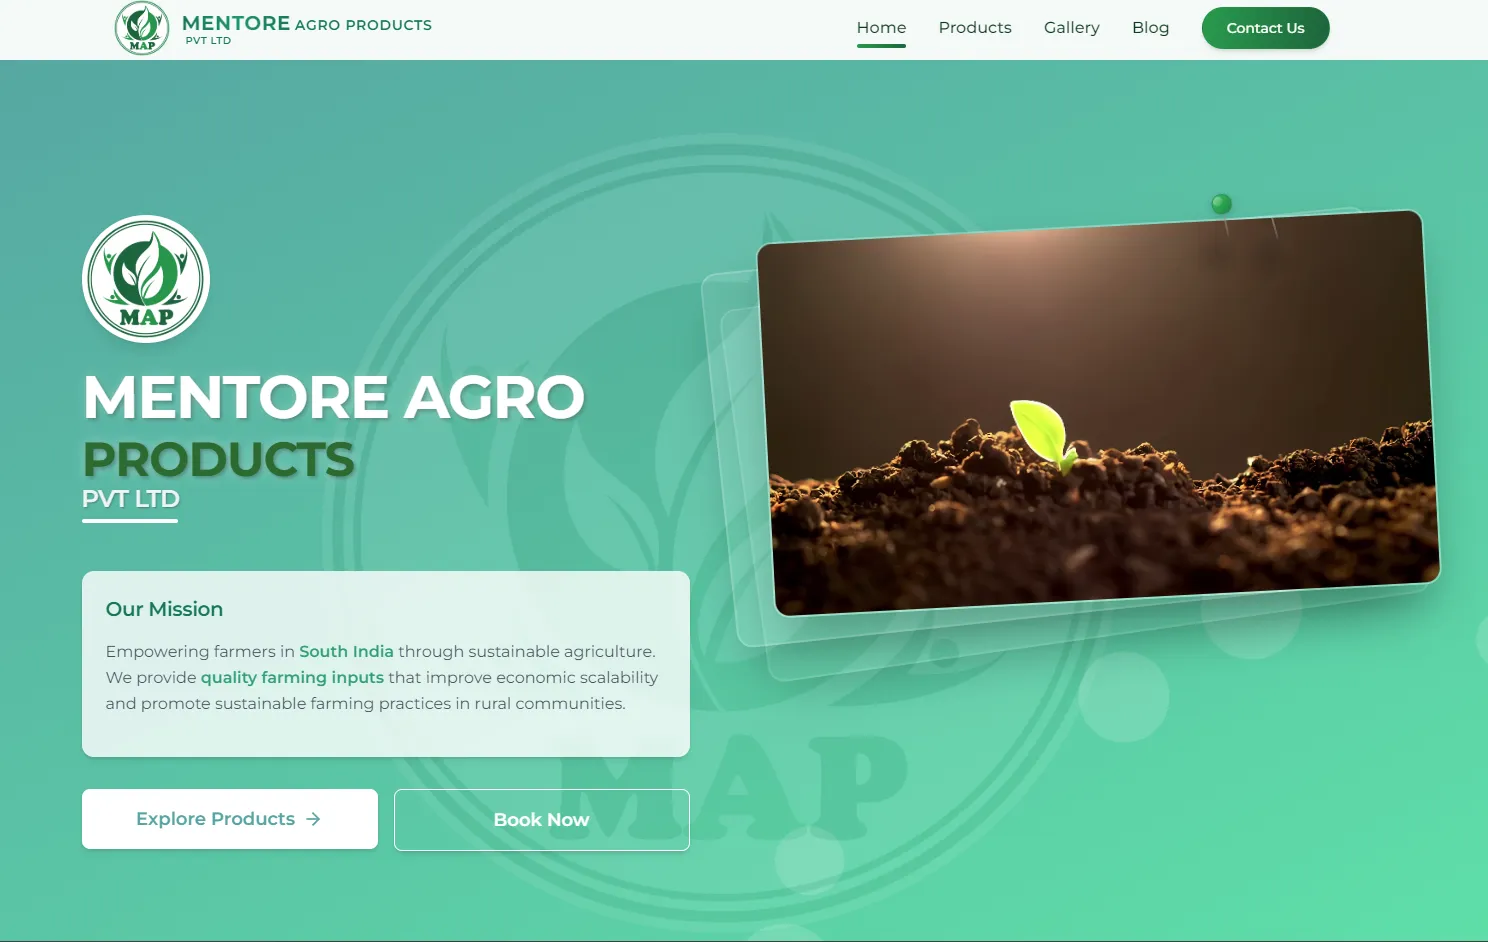 MAP
MENTORE AGRO PRODUCTS
PVT LTD
Home
Products
Gallery
Blog
Contact Us
MAP
MENTORE AGRO
PRODUCTS
PVT LTD
Our Mission
Empowering farmers in South India through sustainable agriculture.
We provide quality farming inputs that improve economic scalability
and promote sustainable farming practices in rural communities.
Explore Products →
Book Now
MAP